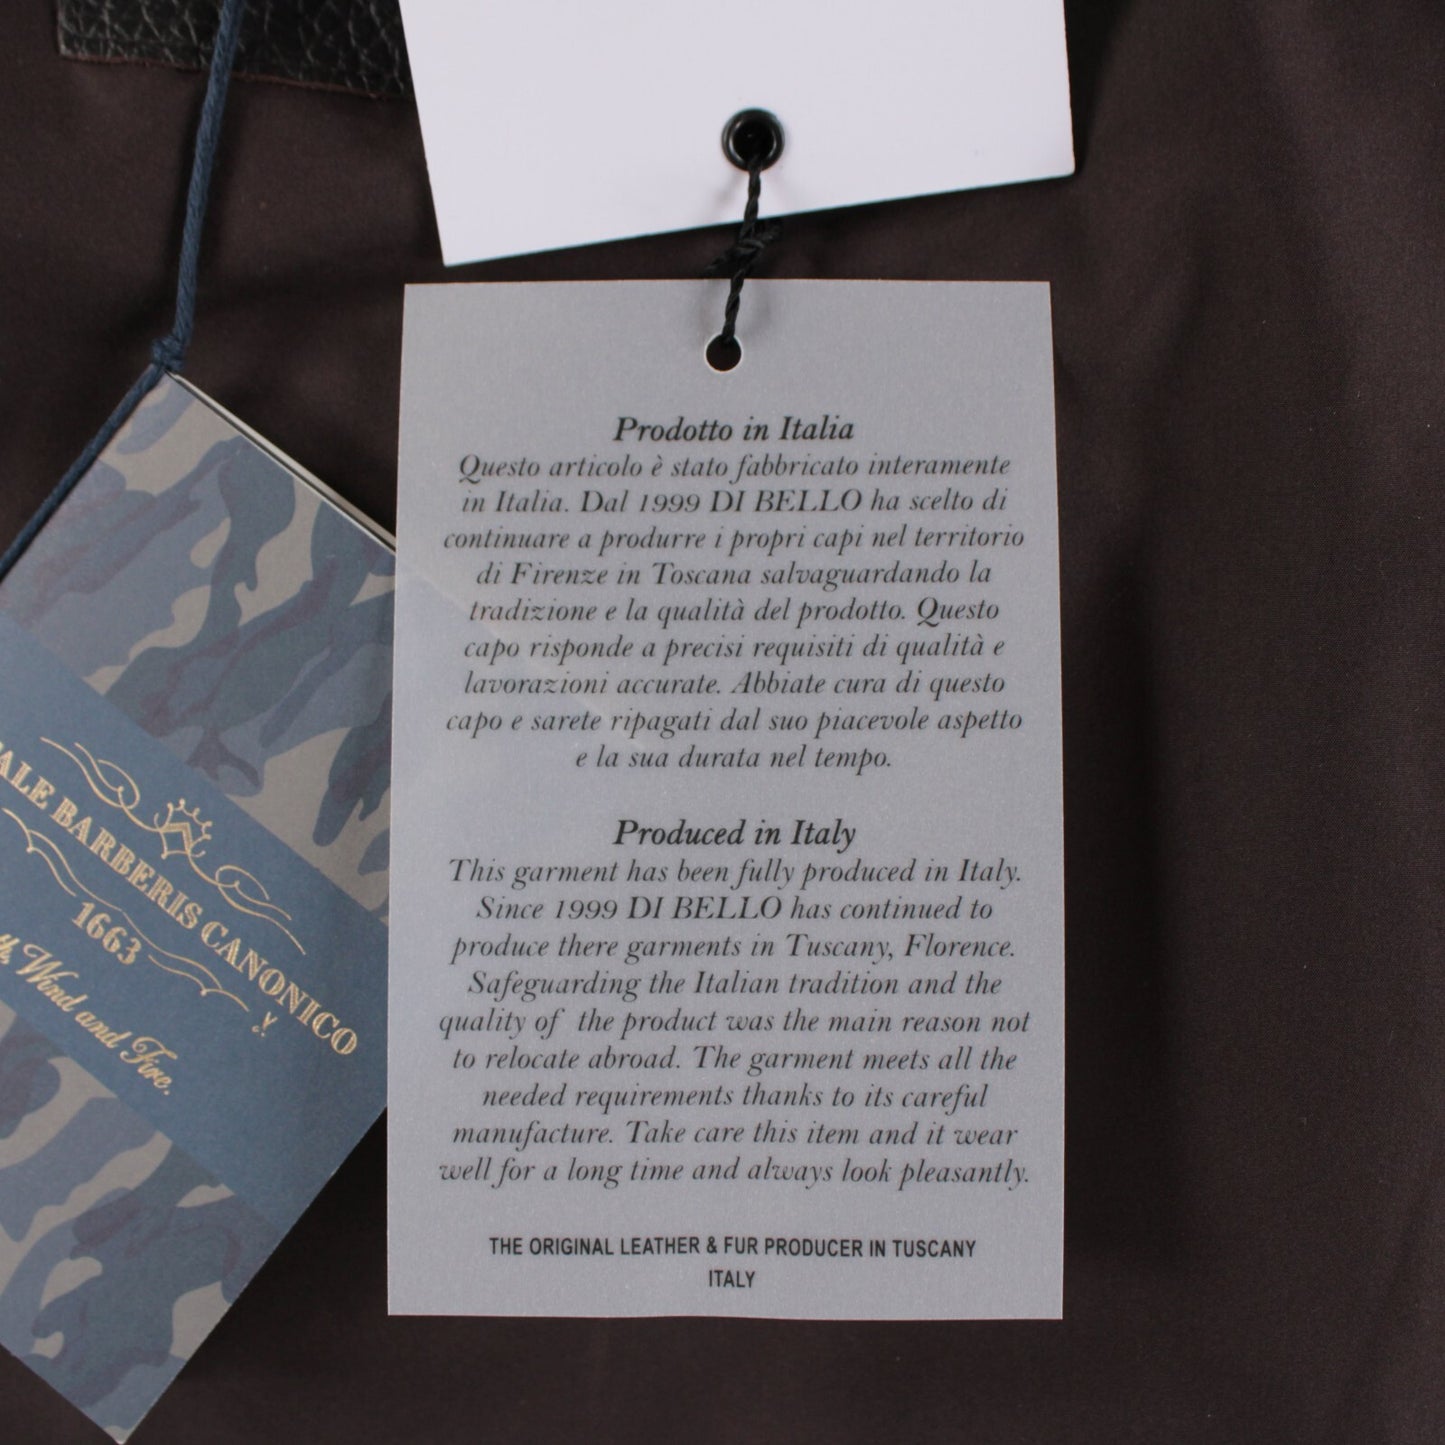 Prodotto in Italia
Questo articolo è stato fabbricato interamente
in Italia. Dal 1999 DI BELLO ha scelto di
continuare a produrre i propri capi nel territorio
di Firenze in Toscana salvaguardando la
tradizione e la qualità del prodotto. Questo
capo risponde a precisi requisiti di qualità e
lavorazioni accurate. Abbiate cura di questo
capo e sarete ripagati dal suo piacevole aspetto
e la sua durata nel tempo.
Produced in Italy
This garment has been fully produced in Italy.
Since 1999 DI BELLO has continued to
produce there garments in Tuscany, Florence.
Safeguarding the Italian tradition and the
quality of the product was the main reason not
to relocate abroad. The garment meets all the
needed requirements thanks to its careful
manufacture. Take care this item and it wear
well for a long time and always look pleasantly.
THE ORIGINAL LEATHER & FUR PRODUCER IN TUSCANY
ITALY
BARBERIS CANONICO
1663
Wind and Fire.